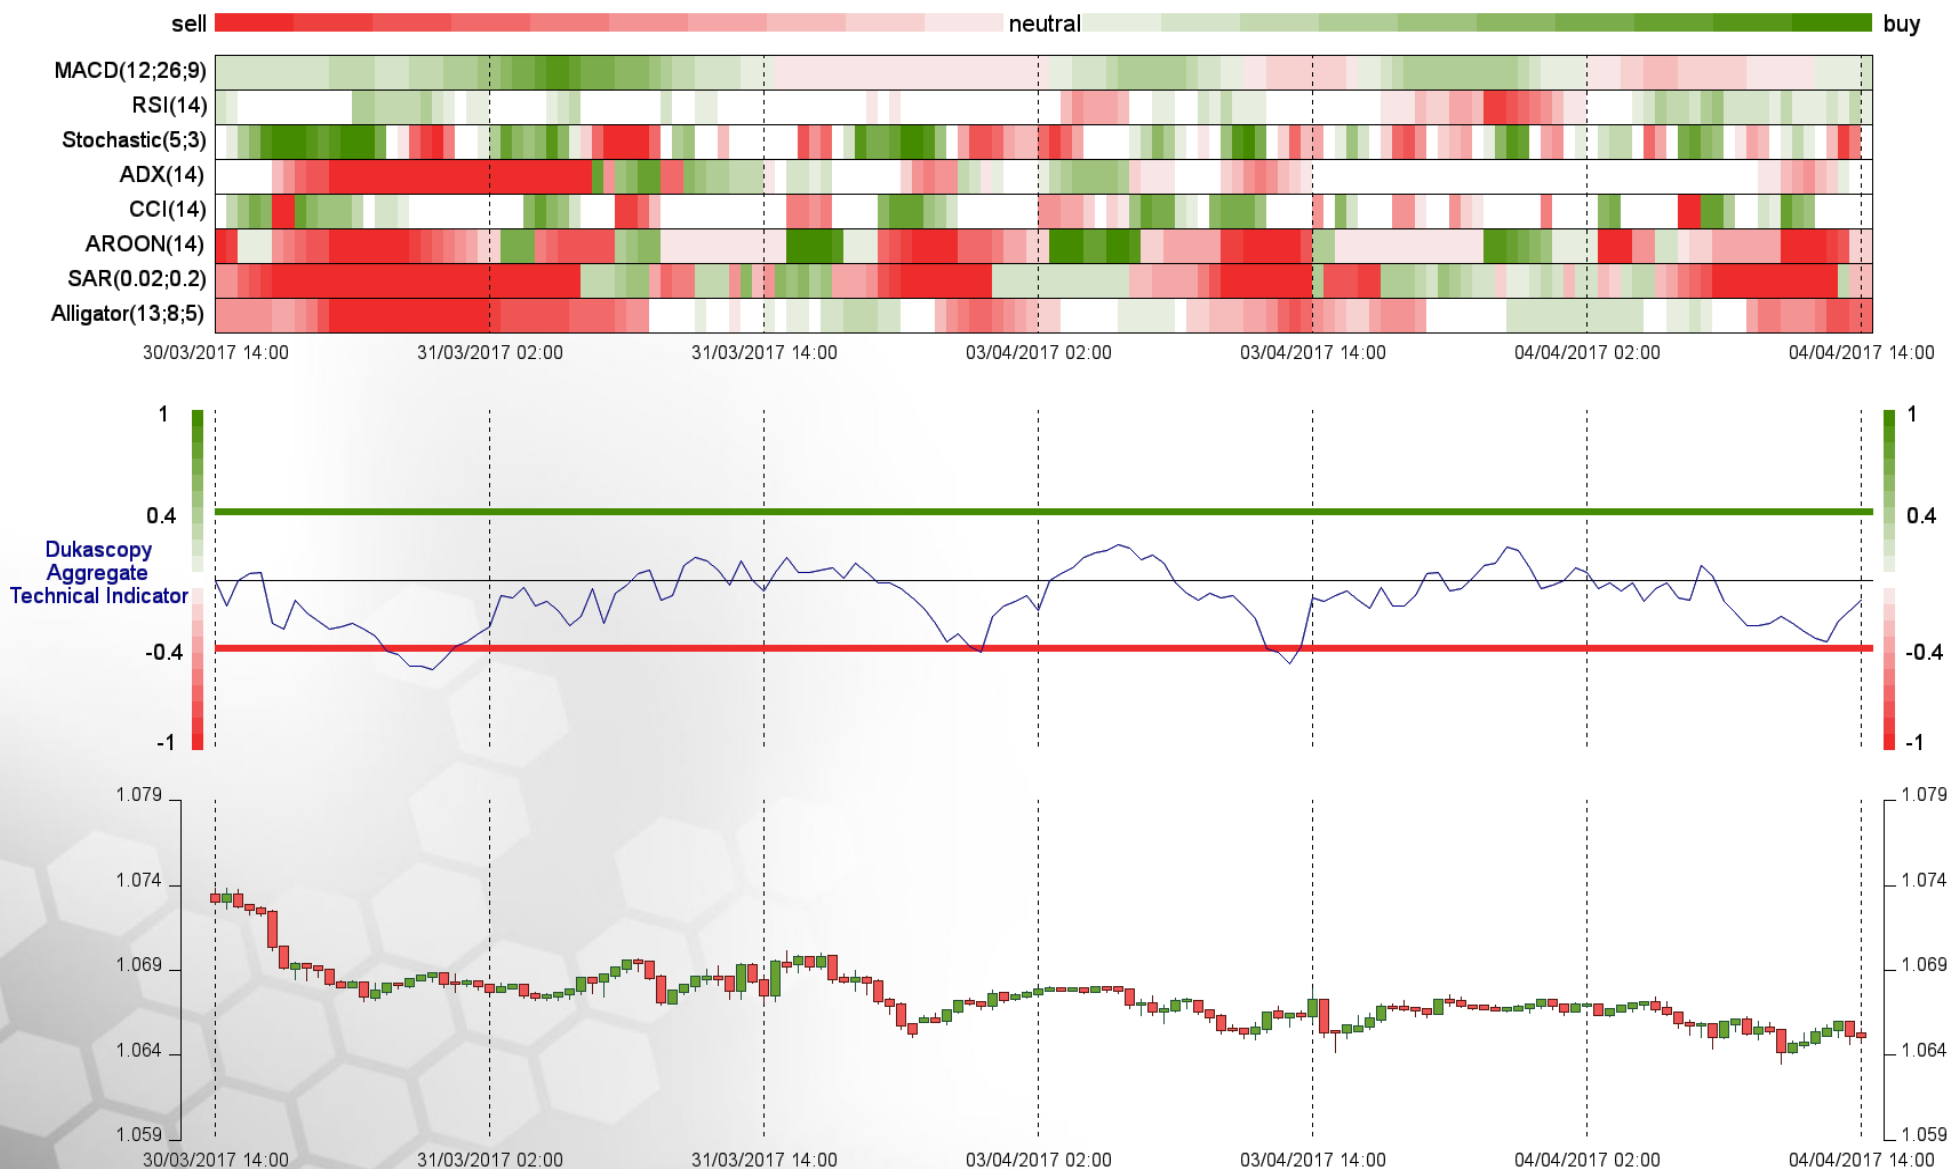 sell neutral buy
MACD(12;26;9)
RSI(14)
Stochastic(5;3)
ADX(14)
CCI(14)
AROON(14)
SAR(0.02;0.2)
Alligator(13;8;5)
30/03/2017 14:00 31/03/2017 02:00 31/03/2017 14:00 03/04/2017 02:00 03/04/2017 14:00 04/04/2017 02:00 04/04/2017 14:00
1 1
0.4 0.4
Dukascopy
Aggregate
Technical Indicator
-0.4 -0.4
-1 -1
1.079 1.079
1.074 1.074
1.069 1.069
1.064 1.064
1.059 1.059
30/03/2017 14:00 31/03/2017 02:00 31/03/2017 14:00 03/04/2017 02:00 03/04/2017 14:00 04/04/2017 02:00 04/04/2017 14:00